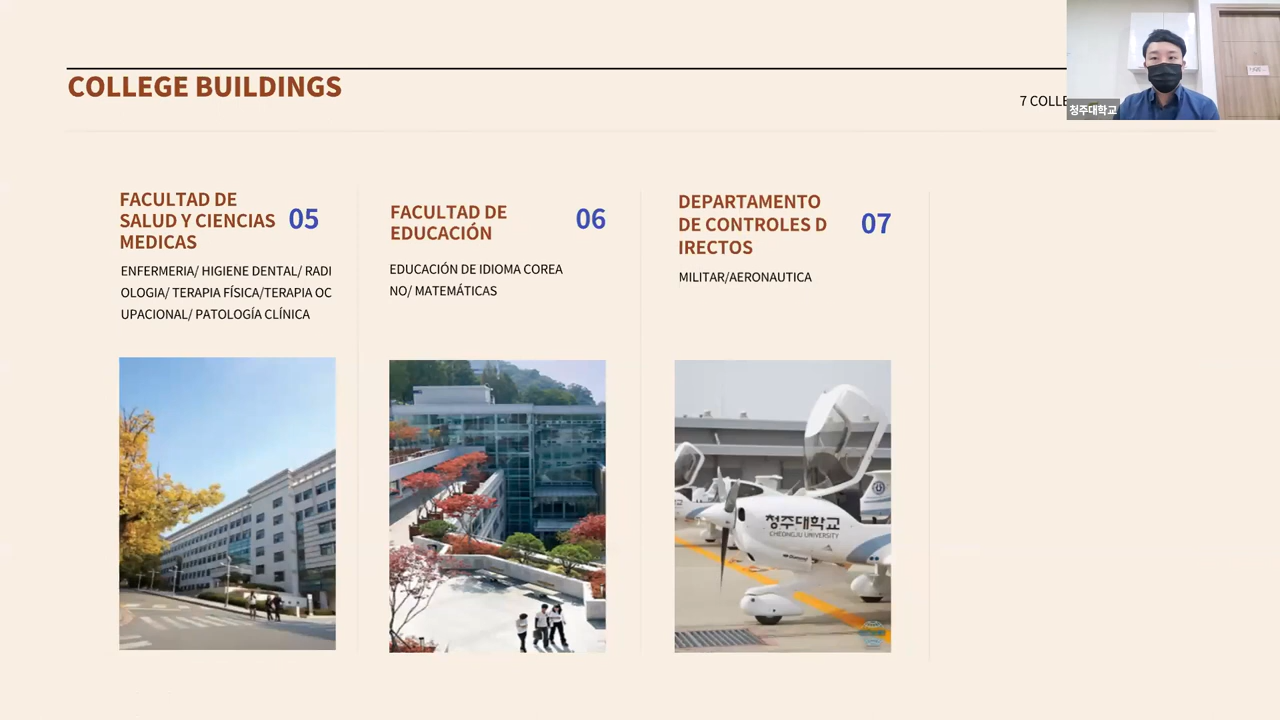 COLLEGE BUILDINGS
7 COLLE
청주대학교
FACULTAD DE
SALUD Y CIENCIAS
MEDICAS
05
ENFERMERIA/ HIGIENE DENTAL/ RADI
OLOGIA/ TERAPIA FÍSICA/TERAPIA OC
UPACIONAL/ PATOLOGÍA CLÍNICA
FACULTAD DE
EDUCACIÓN
06
EDUCACIÓN DE IDIOMA COREA
NO/ MATEMÁTICAS
DEPARTAMENTO
DE CONTROLES D
IRECTOS
07
MILITAR/AERONAUTICA
청주대학교
CHEONGJU UNIVERSITY